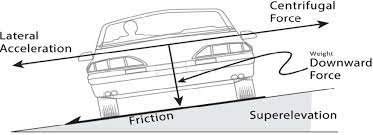 Centrifugal
Force
Lateral
Acceleration
Weight
Downward
Force
Friction
Superelevation